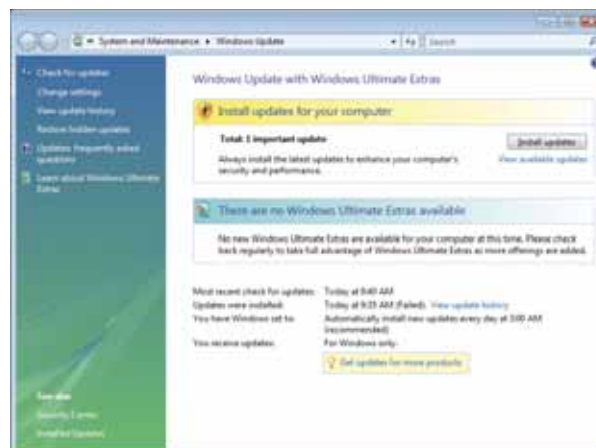 System and Maintenance ▸ Windows Update
Search
Check for updates
Change settings
View update history
Restore hidden updates
Updates: frequently asked
questions
Learn about Windows Ultimate
Extras
See also
Security Center
Installed Updates
Windows Update with Windows Ultimate Extras
Install updates for your computer
Total: 1 important update
Install updates
Always install the latest updates to enhance your computer's
security and performance.
View available updates
There are no Windows Ultimate Extras available
No new Windows Ultimate Extras are available for your computer at this time. Please check
back regularly to take full advantage of Windows Ultimate Extras as more offerings are added.
Most recent check for updates: Today at 9:40 AM
Updates were installed: Today at 9:35 AM (Failed). View update history
You have Windows set to: Automatically install new updates every day at 3:00 AM
(recommended)
You receive updates: For Windows only
Get updates for more products